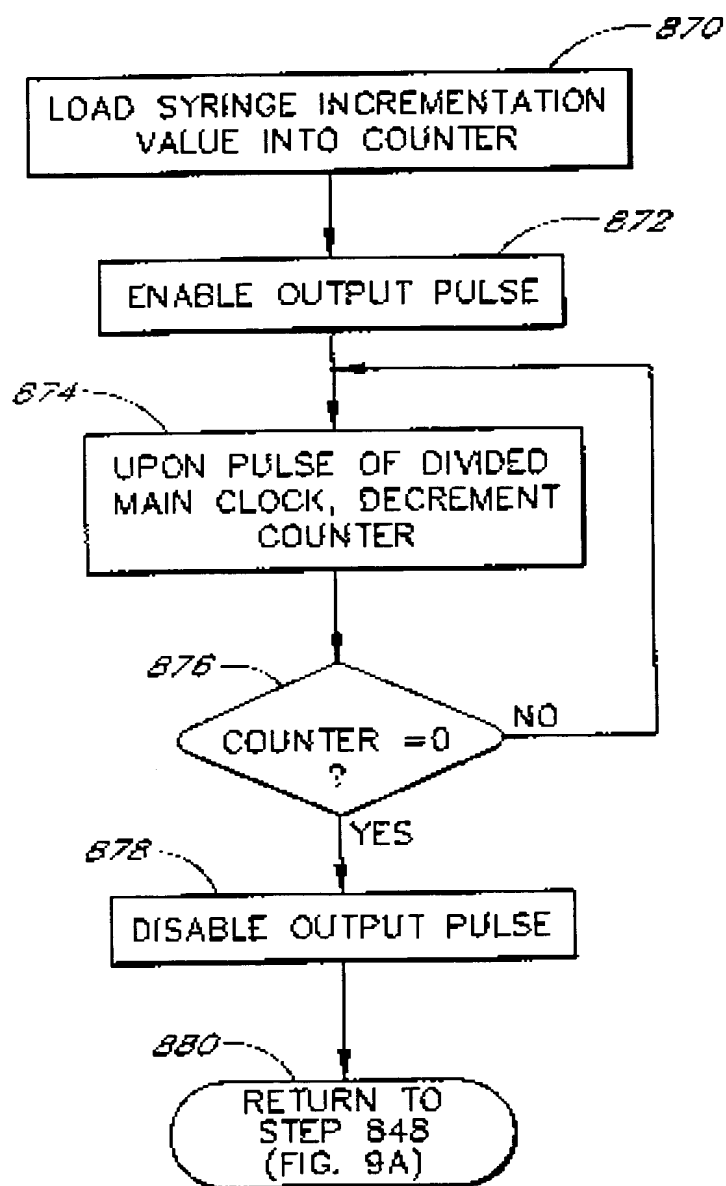 870
LOAD SYRINGE INCREMENTATION
VALUE INTO COUNTER
872
ENABLE OUTPUT PULSE
874
UPON PULSE OF DIVIDED
MAIN CLOCK, DECREMENT
COUNTER
876
COUNTER =0
?
NO
YES
878
DISABLE OUTPUT PULSE
880
RETURN TO
STEP 848
(FIG. 9A)